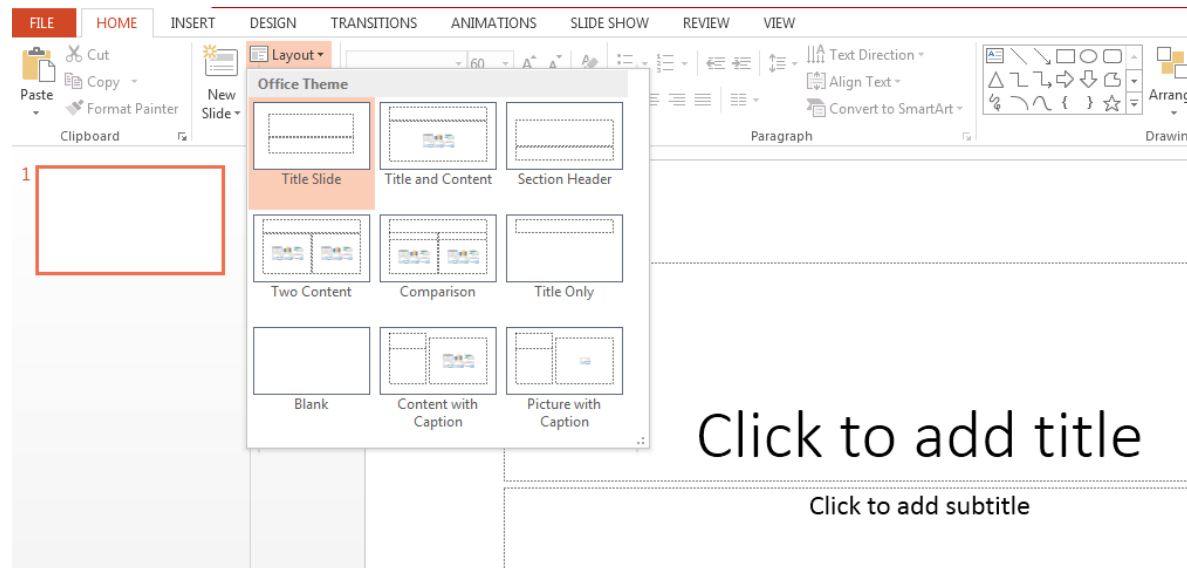 FILE HOME INSERT DESIGN TRANSITIONS ANIMATIONS SLIDE SHOW REVIEW VIEW
Cut
Copy
Format Painter
Paste
Clipboard
New
Slide
Layout
60
Text Direction
Align Text
Convert to SmartArt
Paragraph
Office Theme
Title Slide
Title and Content
Section Header
Two Content
Comparison
Title Only
Blank
Content with
Caption
Picture with
Caption
1
Click to add title
Click to add subtitle